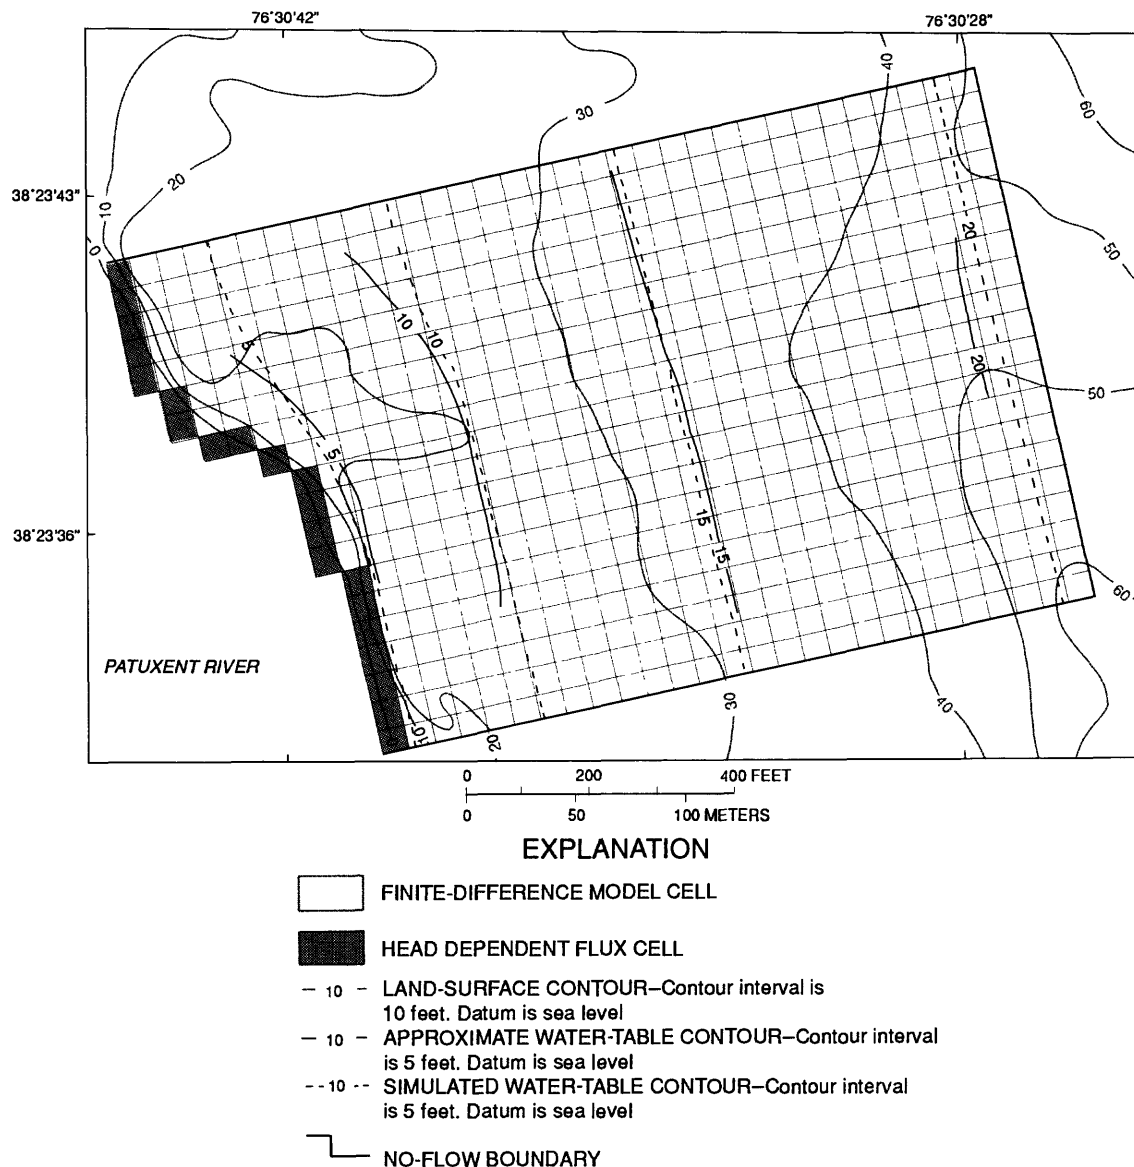 76°30'42"
76°30'28"
40
30
60
10
20
38°23'43"
0
50
20
10
10
5
20
50
5
15
15
38°23'36"
60
PATUXENT RIVER
30
40
10
20
0 200 400 FEET
0 50 100 METERS
EXPLANATION
FINITE-DIFFERENCE MODEL CELL
HEAD DEPENDENT FLUX CELL
10 LAND-SURFACE CONTOUR–Contour interval is
10 feet. Datum is sea level
10 APPROXIMATE WATER-TABLE CONTOUR–Contour interval
is 5 feet. Datum is sea level
10 SIMULATED WATER-TABLE CONTOUR–Contour interval
is 5 feet. Datum is sea level
NO-FLOW BOUNDARY